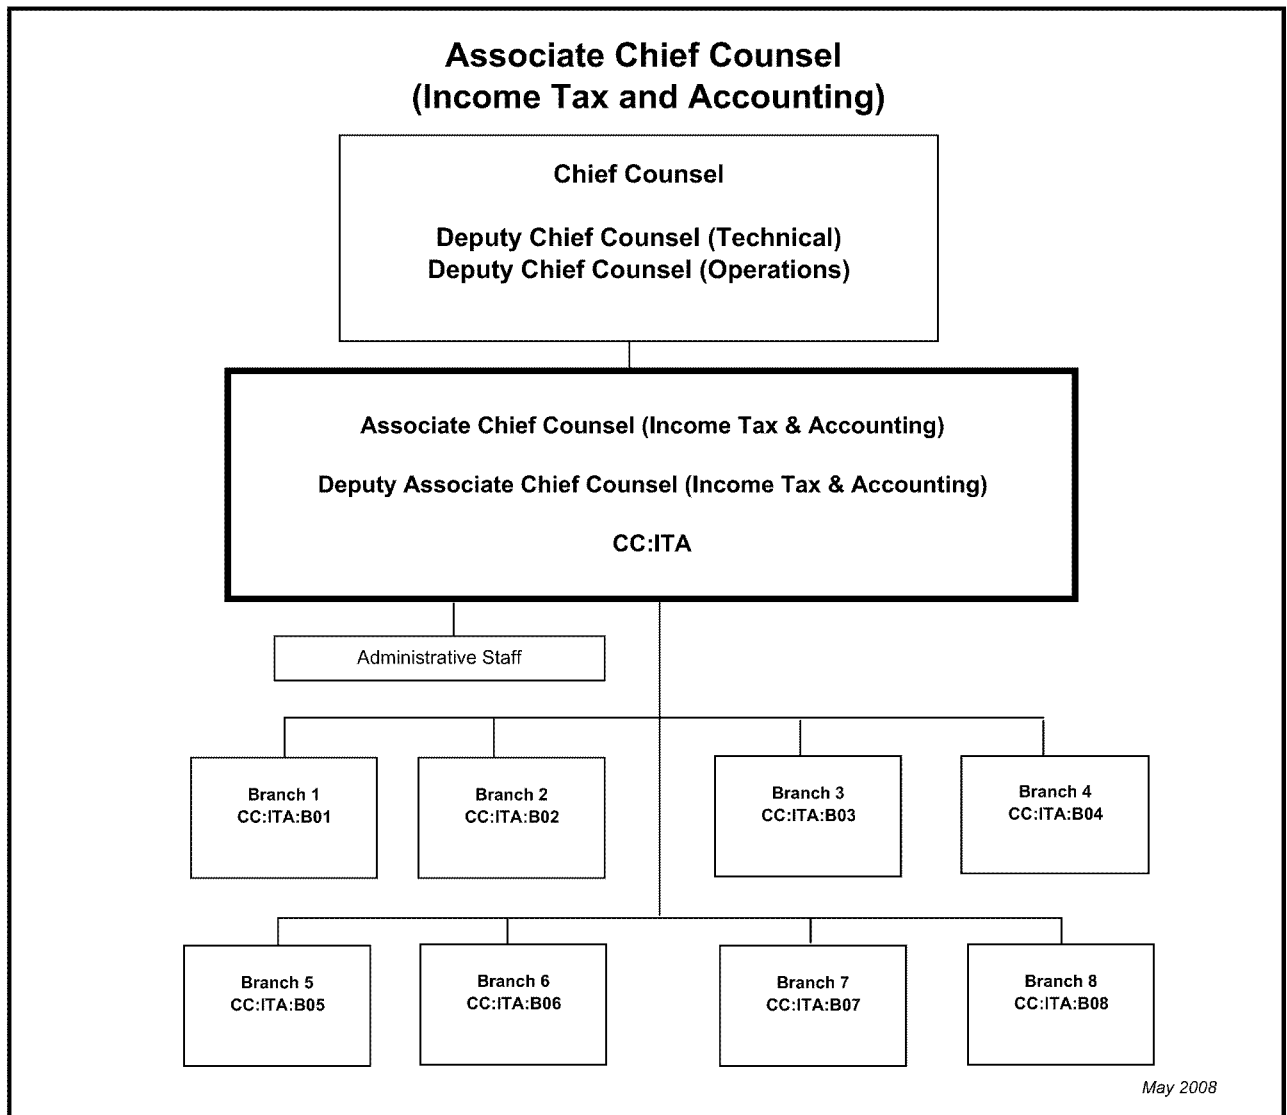 Associate Chief Counsel
(Income Tax and Accounting)
Chief Counsel
Deputy Chief Counsel (Technical)
Deputy Chief Counsel (Operations)
Associate Chief Counsel (Income Tax & Accounting)
Deputy Associate Chief Counsel (Income Tax & Accounting)
CC:ITA
Administrative Staff
Branch 1
CC:ITA:B01
Branch 2
CC:ITA:B02
Branch 3
CC:ITA:B03
Branch 4
CC:ITA:B04
Branch 5
CC:ITA:B05
Branch 6
CC:ITA:B06
Branch 7
CC:ITA:B07
Branch 8
CC:ITA:B08
May 2008